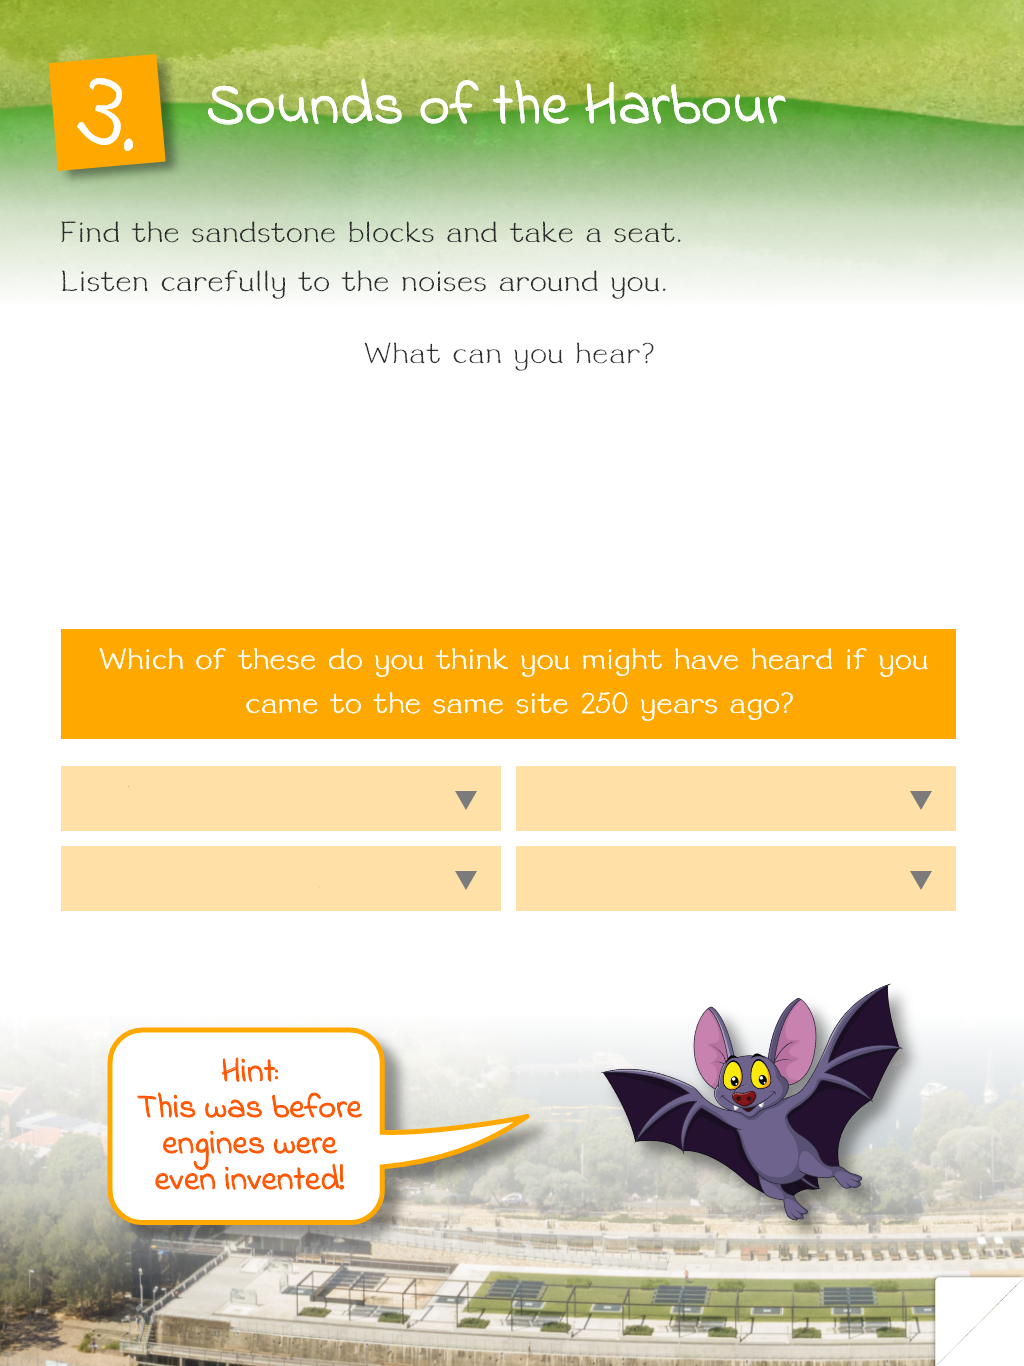 3.
Sounds of the Harbour
Find the sandstone blocks and take a seat.
Listen carefully to the noises around you.
What can you hear?
Which of these do you think you might have heard if you
came to the same site 250 years ago?
Hint:
This was before
engines were
even invented!